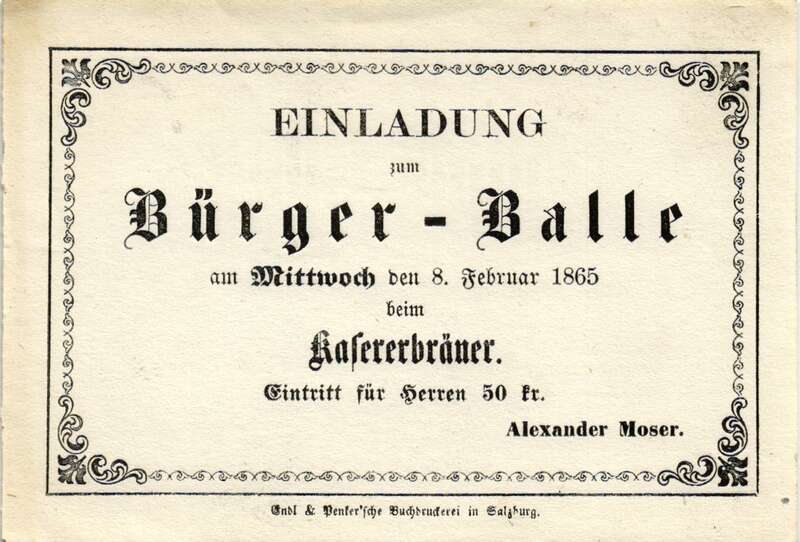 EINLADUNG
zum
Bürger - Balle
am Mittwoch den 8. Februar 1865
beim
Kasererbräuer.
Eintritt für Herren 50 kr.
Alexander Moser.
Endl & Penker'sche Buchdruckerei in Salzburg.